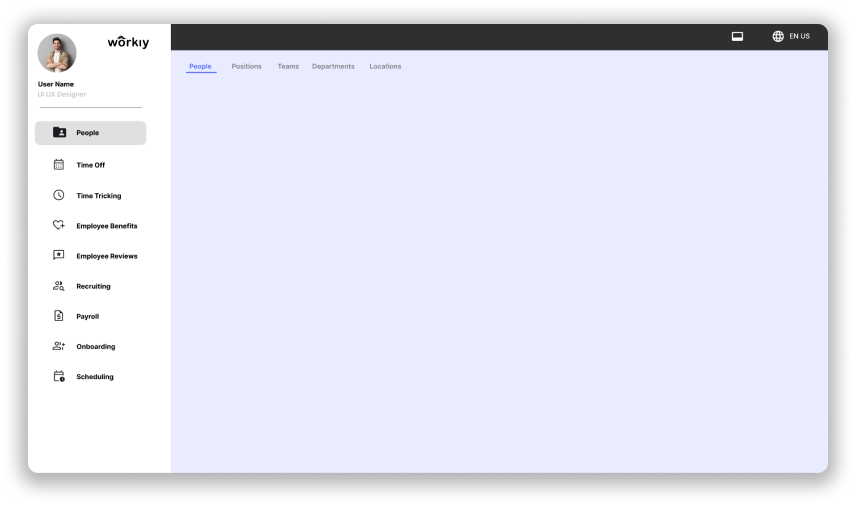 wôrkıy
EN US
People Positions Teams Departments Locations
User Name
UI UX Designer
People
Time Off
Time Tricking
Employee Benefits
Employee Reviews
Recruiting
Payroll
Onboarding
Scheduling